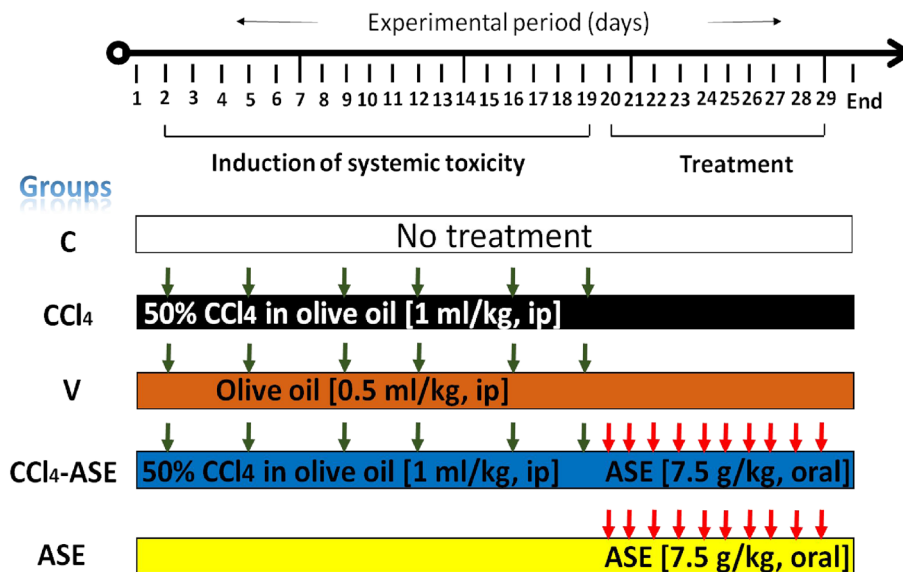 Experimental period (days)
1 2 3 4 5 6 7 8 9 10 11 12 13 14 15 16 17 18 19 20 21 22 23 24 25 26 27 28 29 End
Induction of systemic toxicity
Treatment
Groups
C
No treatment
CCl4
50% CCl4 in olive oil [1 ml/kg, ip]
V
Olive oil [0.5 ml/kg, ip]
CCl4-ASE
50% CCl4 in olive oil [1 ml/kg, ip]
ASE [7.5 g/kg, oral]
ASE
ASE [7.5 g/kg, oral]